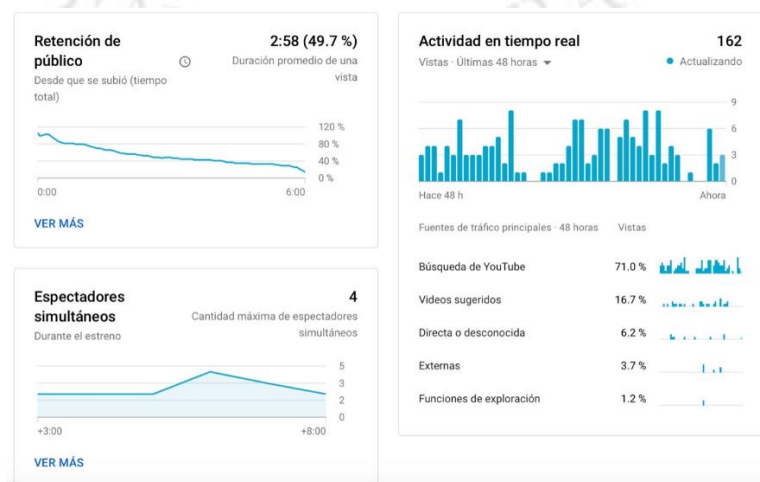 Retención de público
2:58 (49.7 %)
Desde que se subió (tiempo total)
Duración promedio de una vista
120 %
80 %
40 %
0 %
0:00
6:00
VER MÁS
Espectadores simultáneos
4
Durante el estreno
Cantidad máxima de espectadores simultáneos
5
3
2
0
+3:00
+8:00
VER MÁS
Actividad en tiempo real
162
Vistas · Últimas 48 horas
Actualizando
9
6
3
0
Hace 48 h
Ahora
Fuentes de tráfico principales · 48 horas
Vistas
Búsqueda de YouTube
71.0 %
Videos sugeridos
16.7 %
Directa o desconocida
6.2 %
Externas
3.7 %
Funciones de exploración
1.2 %